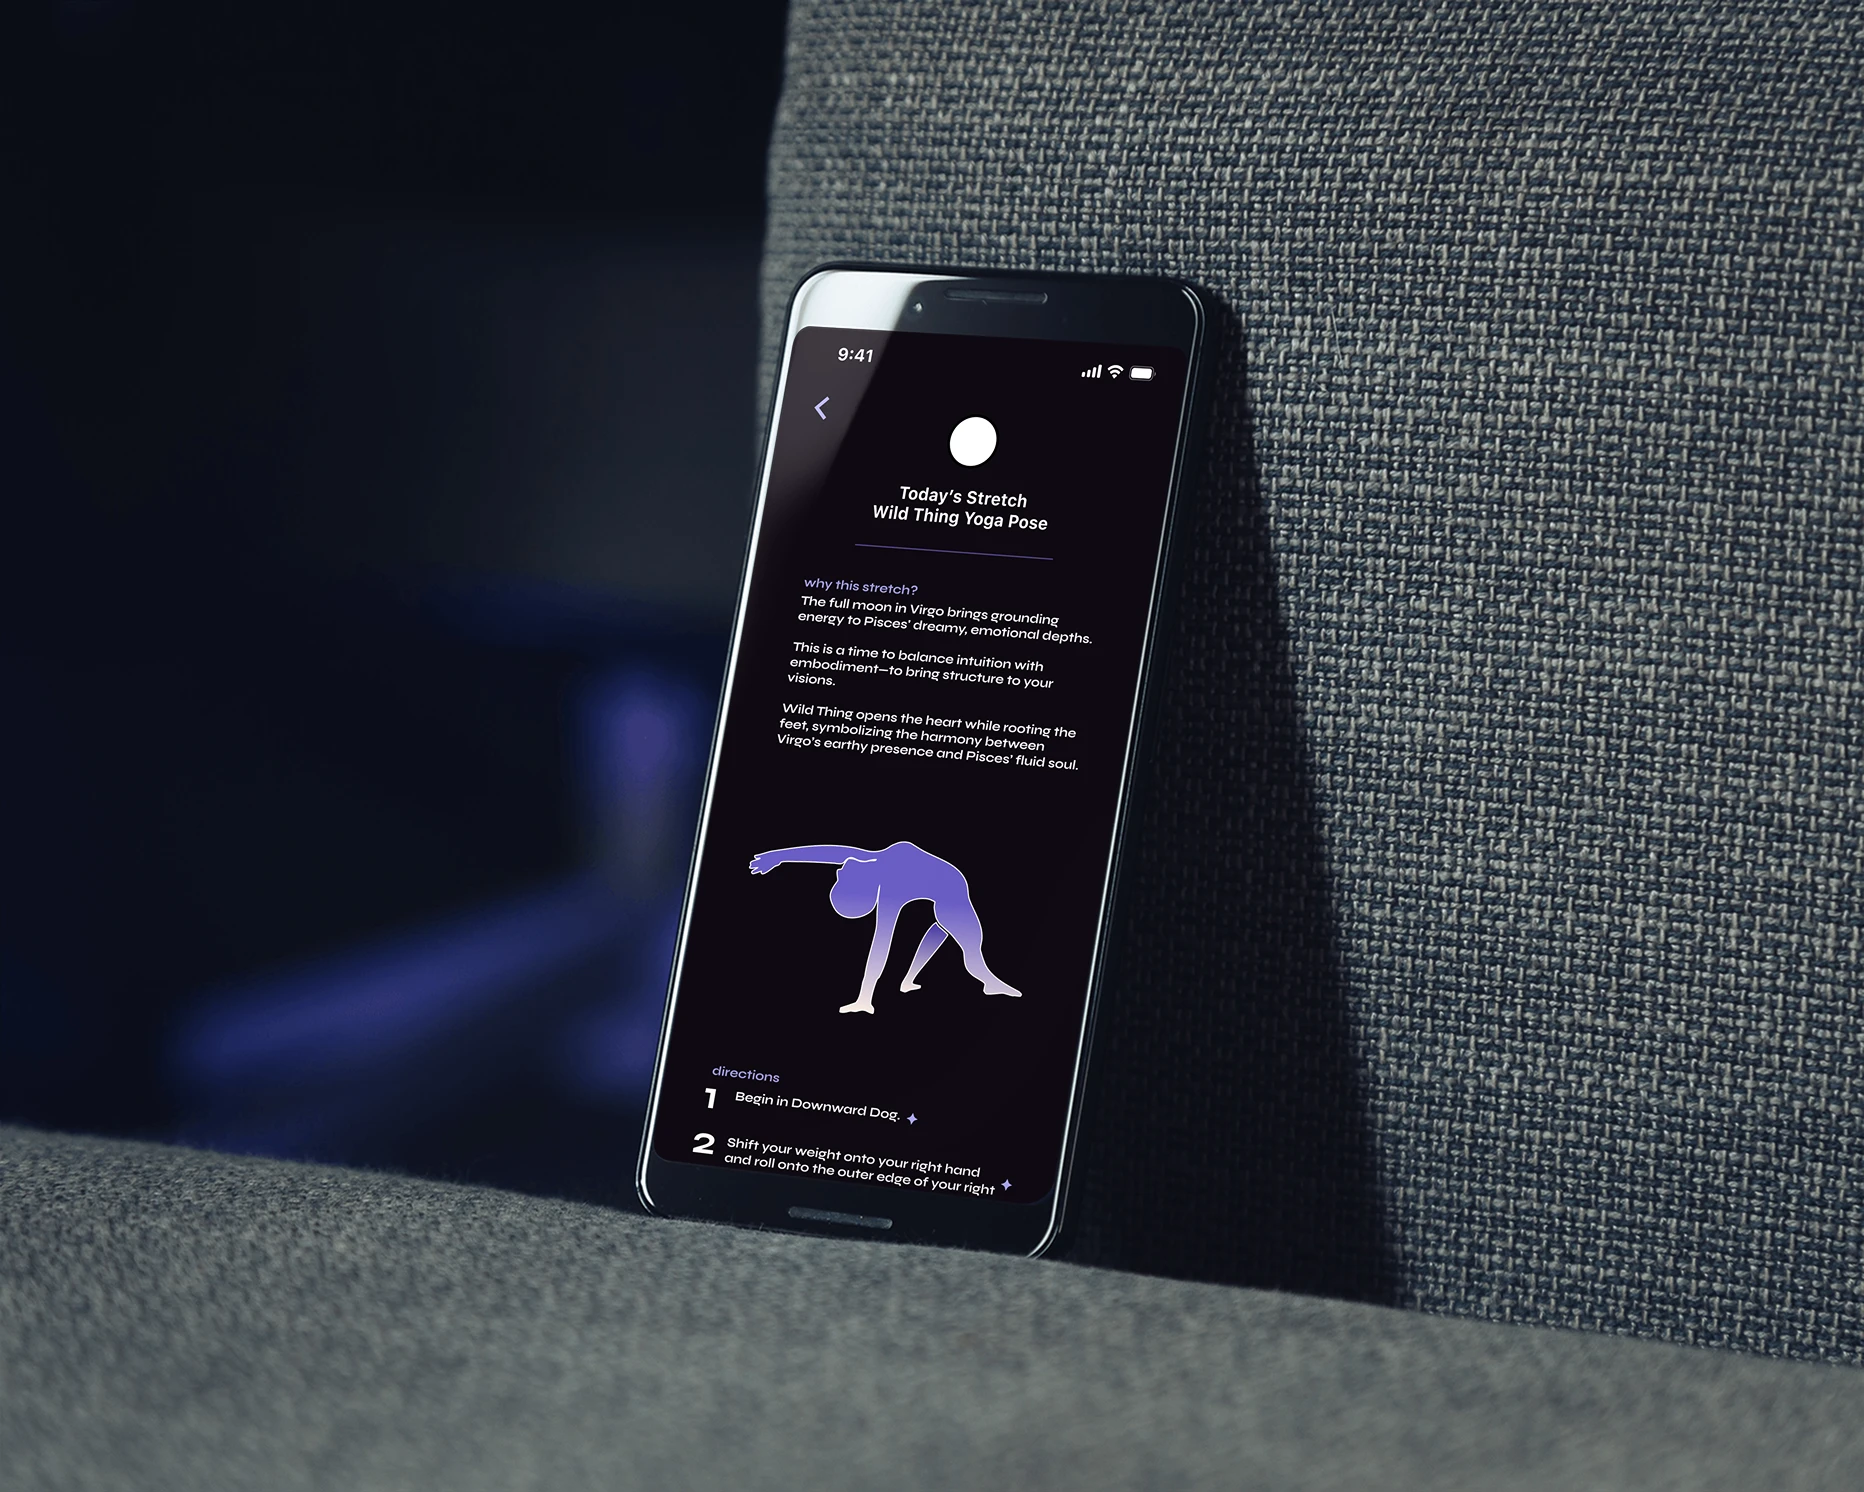 9:41
Today’s Stretch
Wild Thing Yoga Pose
why this stretch?
The full moon in Virgo brings grounding
energy to Pisces’ dreamy, emotional depths.
This is a time to balance intuition with
embodiment—to bring structure to your
visions.
Wild Thing opens the heart while rooting the
feet, symbolizing the harmony between
Virgo’s earthy presence and Pisces’ fluid soul.
directions
1 Begin in Downward Dog.
2 Shift your weight onto your right hand
and roll onto the outer edge of your right